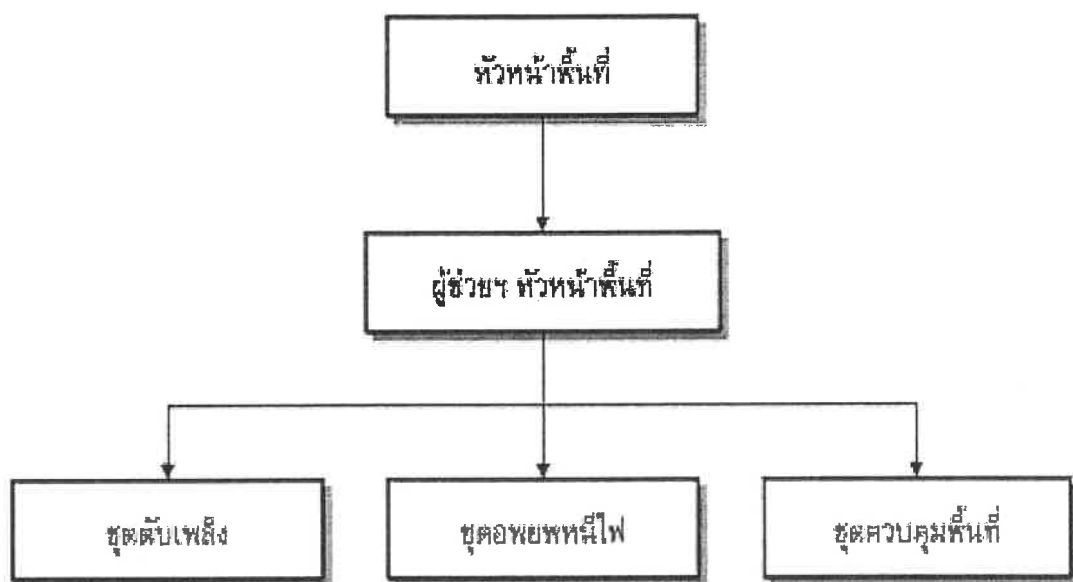 หัวหน้าพื้นที่
ผู้ช่วยฯ หัวหน้าพื้นที่
ชุดดับเพลิง
ชุดอพยพหนีไฟ
ชุดควบคุมพื้นที่